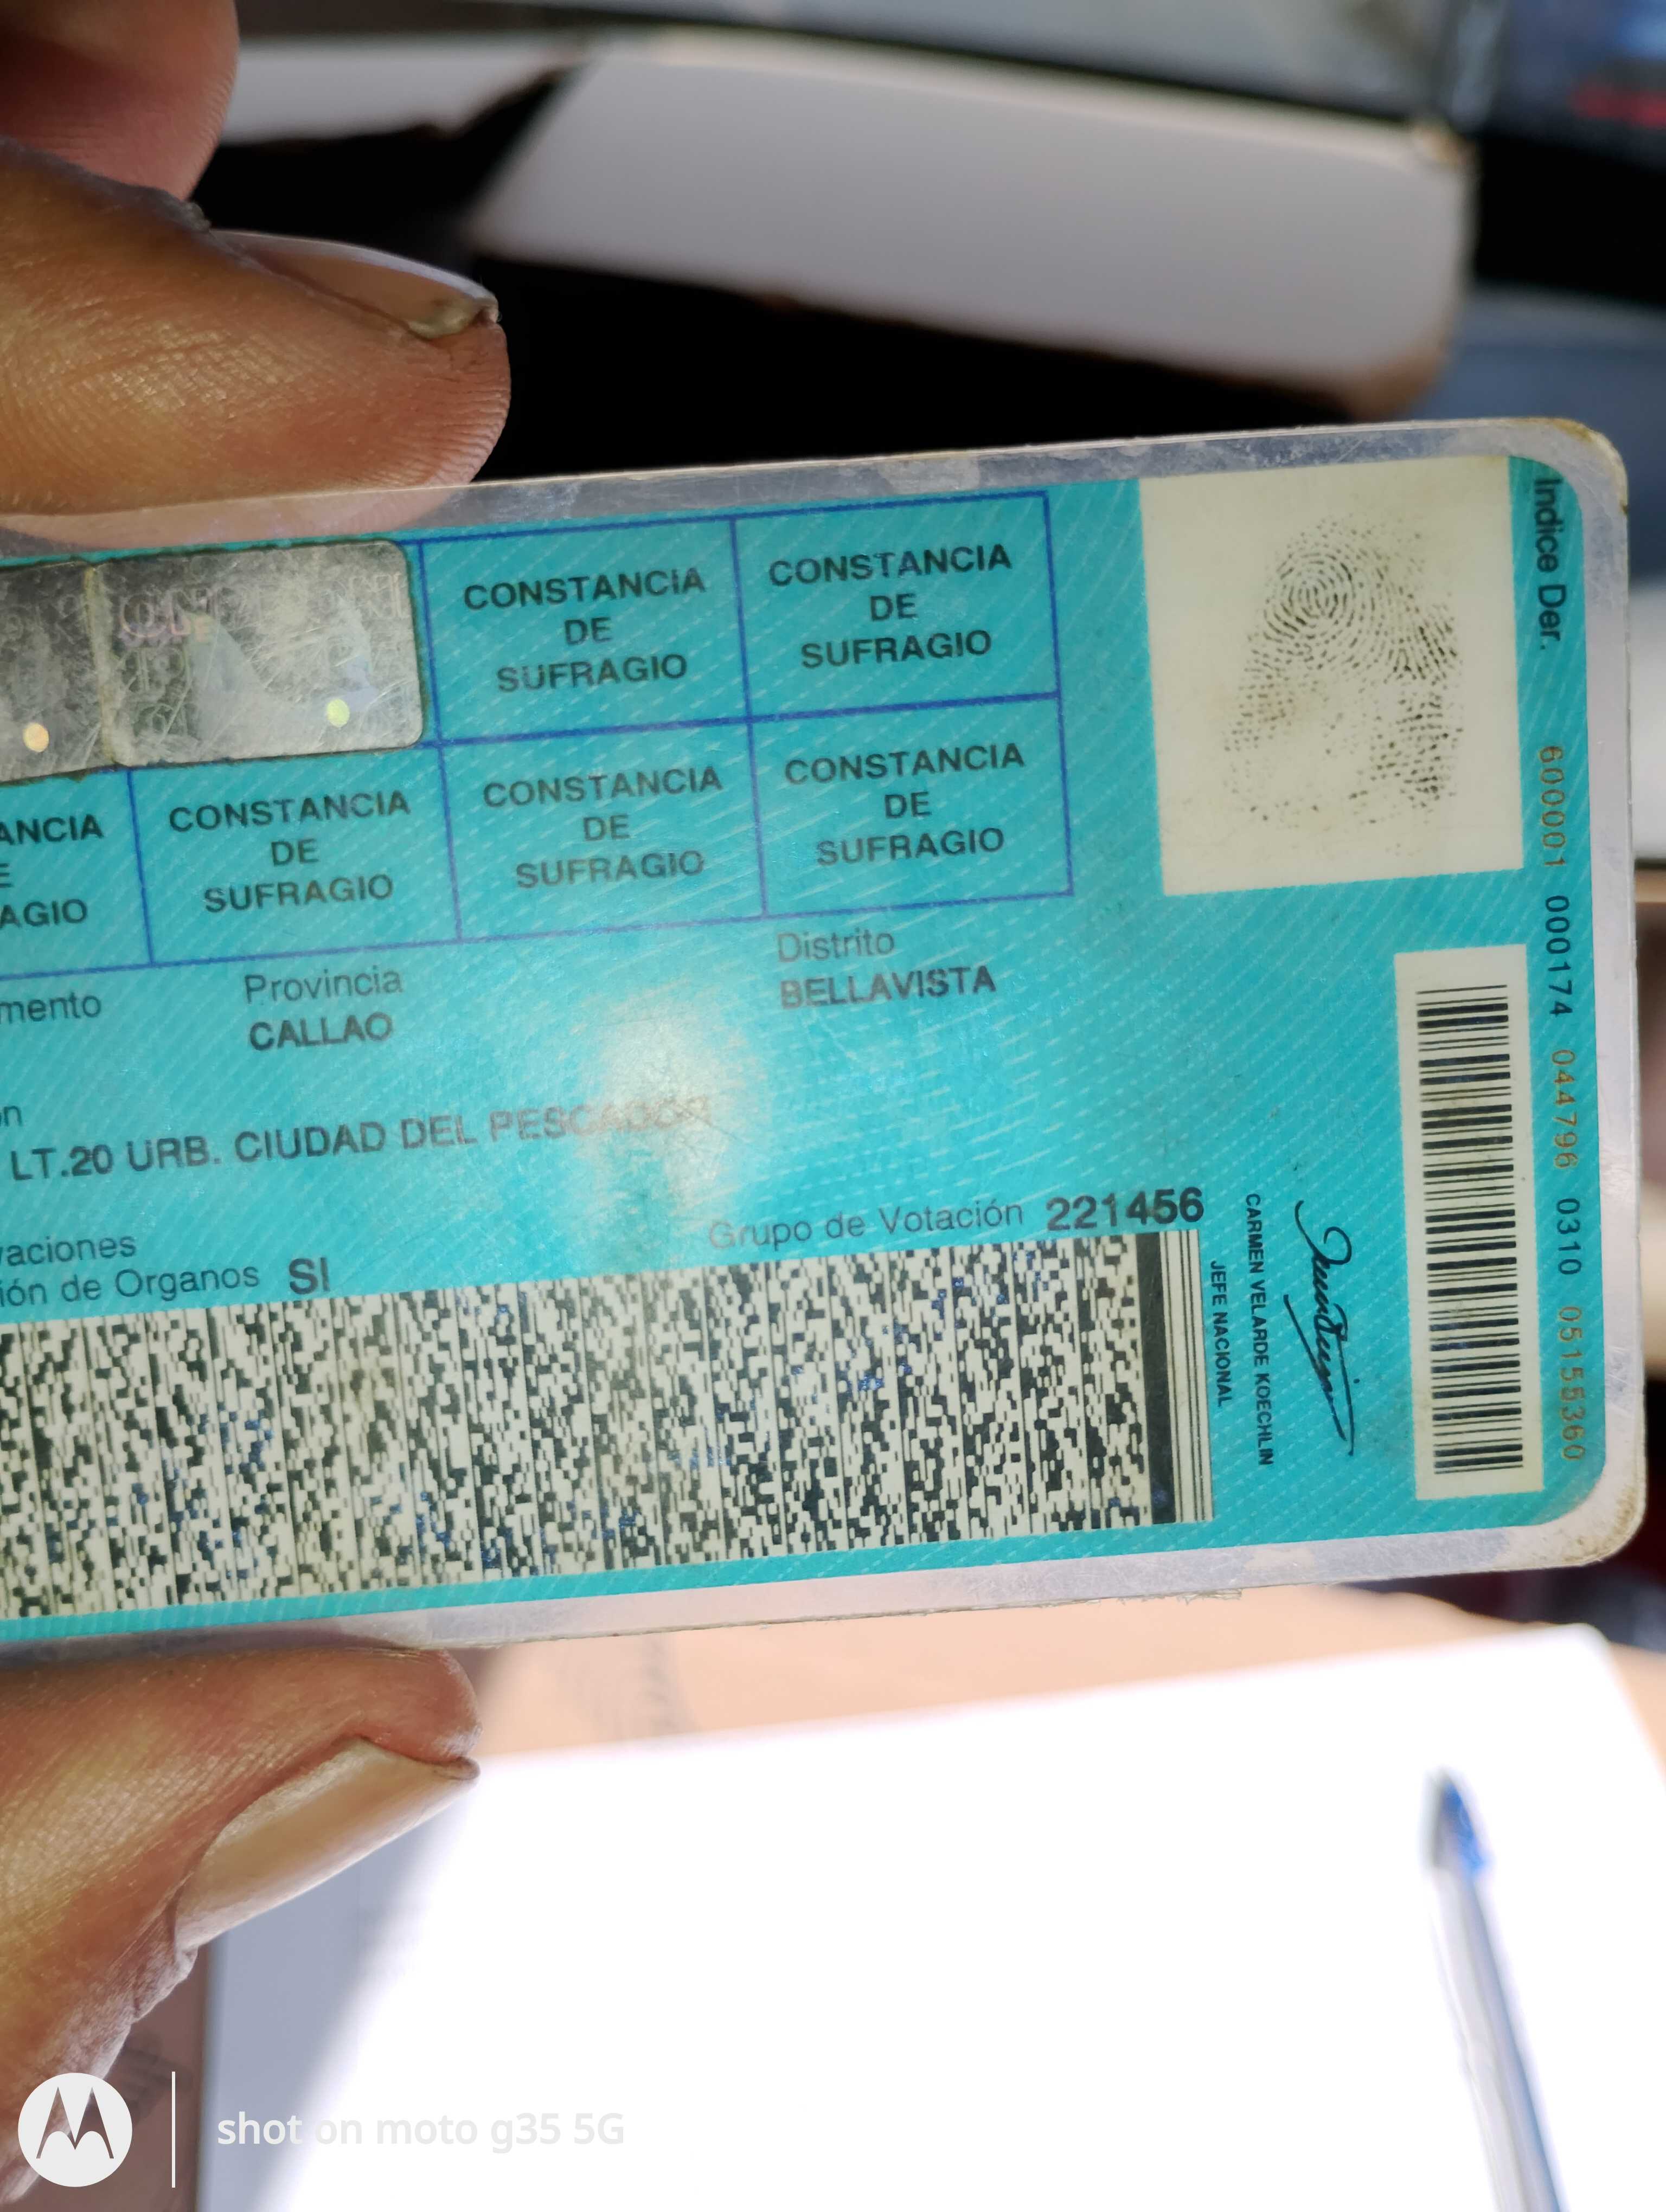 CONSTANCIA
DE
SUFRAGIO
CONSTANCIA
DE
SUFRAGIO
ANCIA
E
AGIO
CONSTANCIA
DE
SUFRAGIO
CONSTANCIA
DE
SUFRAGIO
CONSTANCIA
DE
SUFRAGIO
mento
Provincia
CALLAO
Distrito
BELLAVISTA
ón
LT.20 URB. CIUDAD DEL PESCADOR
vaciones
ión de Organos SI
Grupo de Votación 221456
CARMEN VELARDE KOECHLIN
JEFE NACIONAL
Indice Der.
600001 000174 044796 0310 05155360
shot on moto g35 5G